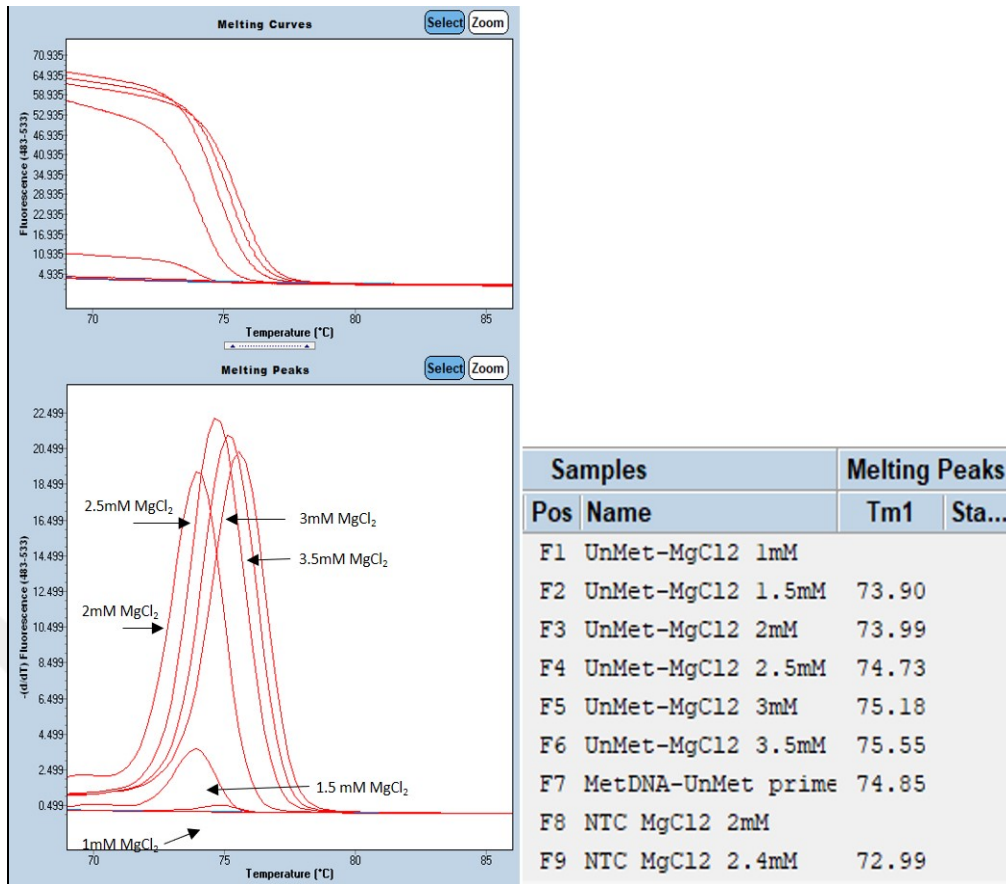 Melting Curves
Select Zoom
70.935
64.935
58.935
52.935
46.935
40.935
34.935
28.935
22.935
16.935
10.935
4.935
Fluorescence (483-533)
70 75 80 85
Temperature (°C)
Melting Peaks
Select Zoom
22.499
20.499
18.499
16.499
14.499
12.499
10.499
8.499
6.499
4.499
2.499
0.499
-(d/dT) Fluorescence (483-533)
2.5mM MgCl₂
3mM MgCl₂
3.5mM MgCl₂
2mM MgCl₂
1.5 mM MgCl₂
1mM MgCl₂
70 75 80 85
Temperature (°C)
Samples Melting Peaks
Pos Name Tm1 Sta...
F1 UnMet-MgCl2 1mM
F2 UnMet-MgCl2 1.5mM 73.90
F3 UnMet-MgCl2 2mM 73.99
F4 UnMet-MgCl2 2.5mM 74.73
F5 UnMet-MgCl2 3mM 75.18
F6 UnMet-MgCl2 3.5mM 75.55
F7 MetDNA-UnMet prime 74.85
F8 NTC MgCl2 2mM
F9 NTC MgCl2 2.4mM 72.99